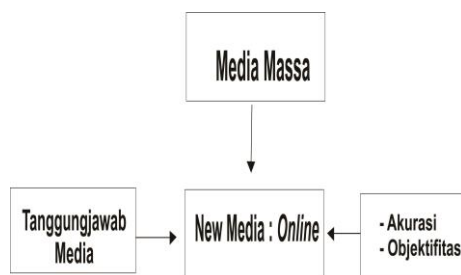 Media Massa
Tanggungjawab
Media
New Media : Online
- Akurasi
- Objektifitas